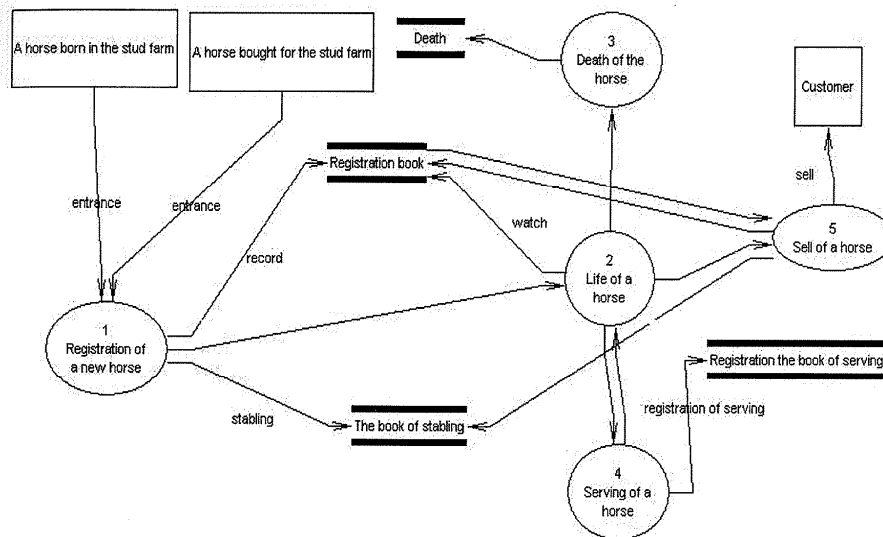 A horse born in the stud farm
A horse bought for the stud farm
Death
3
Death of the
horse
Customer
Registration book
sell
entrance
entrance
watch
record
5
Sell of a horse
2
Life of a
horse
1
Registration of
a new horse
Registration the book of serving
stabling
The book of stabling
registration of serving
4
Serving of a
horse